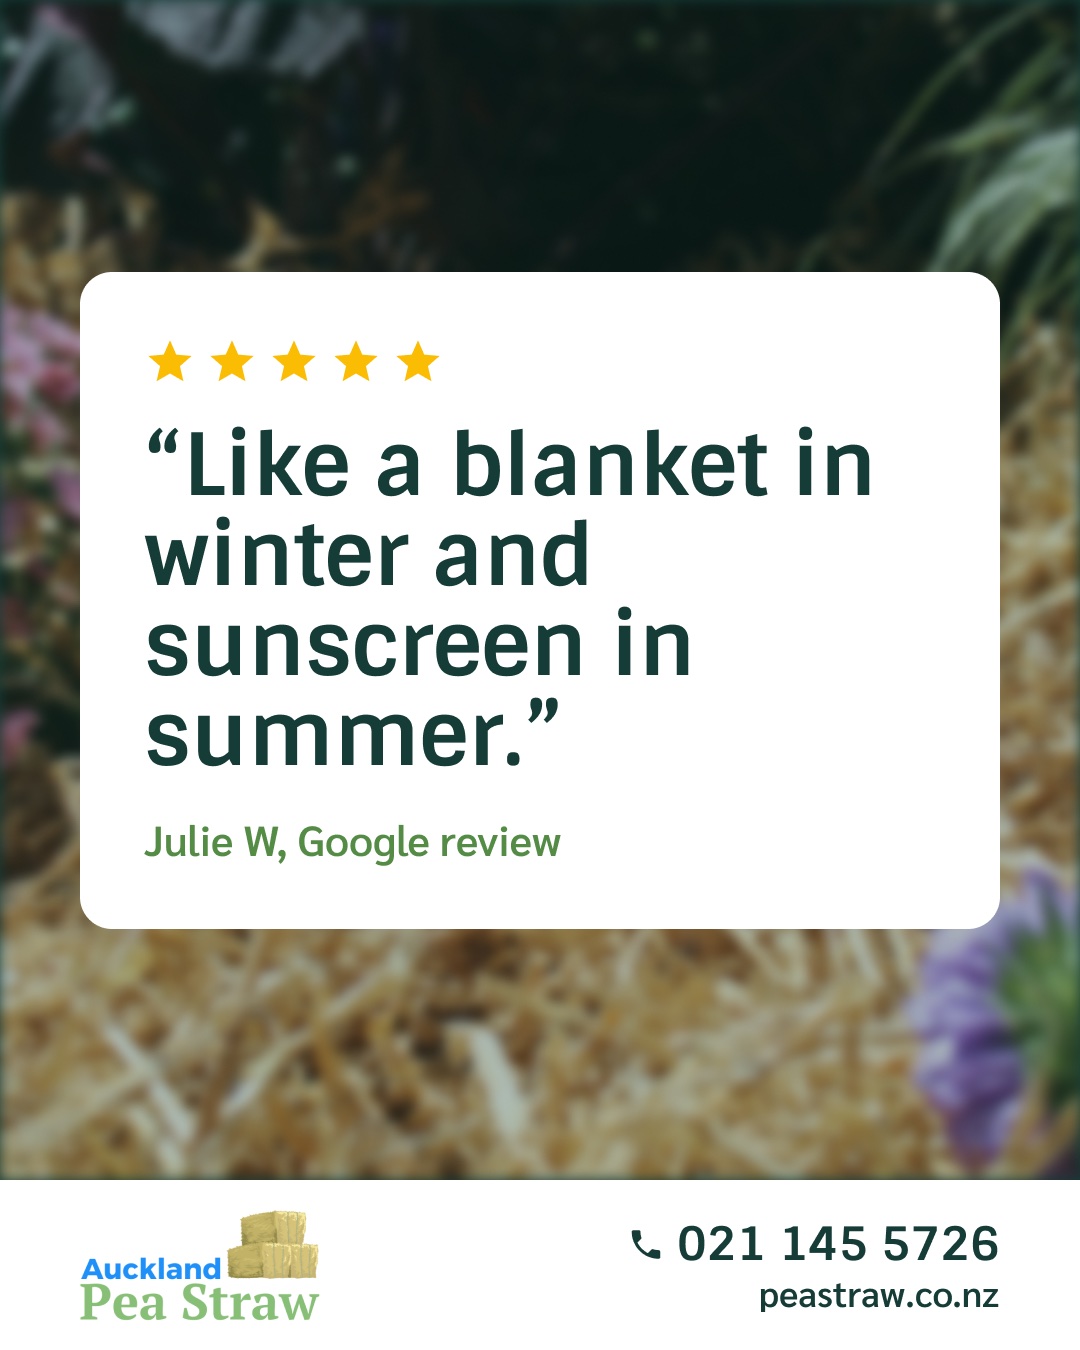 “Like a blanket in
winter and
sunscreen in
summer.”
Julie W, Google review
Auckland
Pea Straw
021 145 5726
peastraw.co.nz